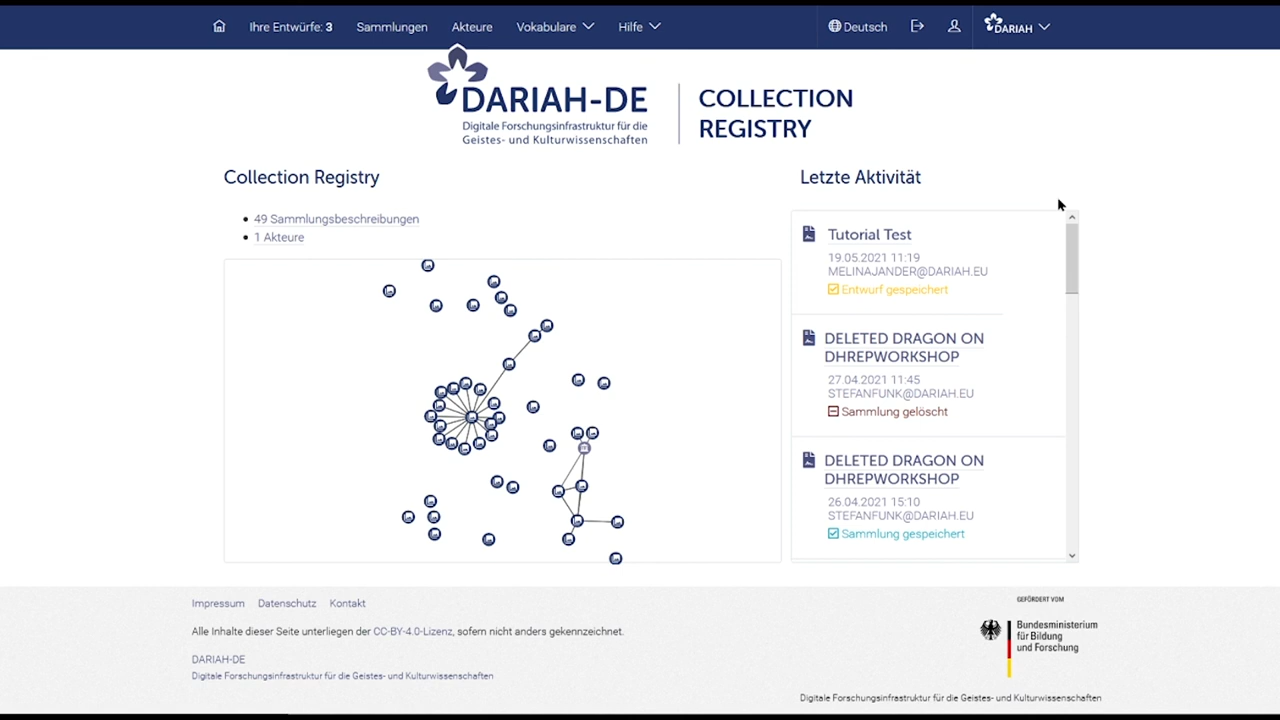 Ihre Entwürfe: 3 Sammlungen Akteure Vokabulare Hilfe Deutsch DARIAH
DARIAH-DE
Digitale Forschungsinfrastruktur für die
Geistes- und Kulturwissenschaften
COLLECTION
REGISTRY
Collection Registry
49 Sammlungsbeschreibungen
1 Akteure
Letzte Aktivität
Tutorial Test
19.05.2021 11:19
MELINAJANDER@DARIAH.EU
Entwurf gespeichert
DELETED DRAGON ON
DHREPWORKSHOP
27.04.2021 11:45
STEFANFUNK@DARIAH.EU
Sammlung gelöscht
DELETED DRAGON ON
DHREPWORKSHOP
26.04.2021 15:10
STEFANFUNK@DARIAH.EU
Sammlung gespeichert
Impressum Datenschutz Kontakt
Alle Inhalte dieser Seite unterliegen der CC-BY-4.0-Lizenz, sofern nicht anders gekennzeichnet.
DARIAH-DE
Digitale Forschungsinfrastruktur für die Geistes- und Kulturwissenschaften
GEFÖRDERT VOM
Bundesministerium
für Bildung
und Forschung
Digitale Forschungsinfrastruktur für die Geistes- und Kulturwissenschaften